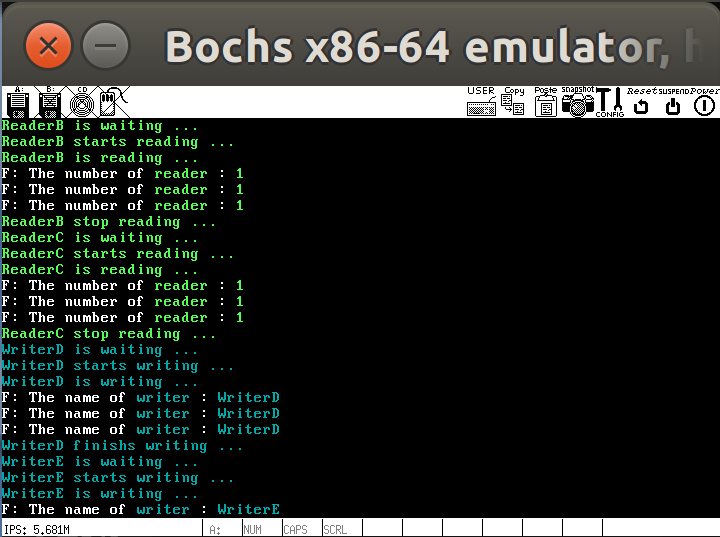 Bochs x86-64 emulator, h
A: B: CD USER Copy Paste snapshot CONFIG Reset SUSPEND Power
ReaderB is waiting ...
ReaderB starts reading ...
ReaderB is reading ...
F: The number of reader : 1
F: The number of reader : 1
F: The number of reader : 1
ReaderB stop reading ...
ReaderC is waiting ...
ReaderC starts reading ...
ReaderC is reading ...
F: The number of reader : 1
F: The number of reader : 1
F: The number of reader : 1
ReaderC stop reading ...
WriterD is waiting ...
WriterD starts writing ...
WriterD is writing ...
F: The name of writer : WriterD
F: The name of writer : WriterD
F: The name of writer : WriterD
WriterD finishs writing ...
WriterE is waiting ...
WriterE starts writing ...
WriterE is writing ...
F: The name of writer : WriterE
IPS: 5.681M A: NUM CAPS SCRL